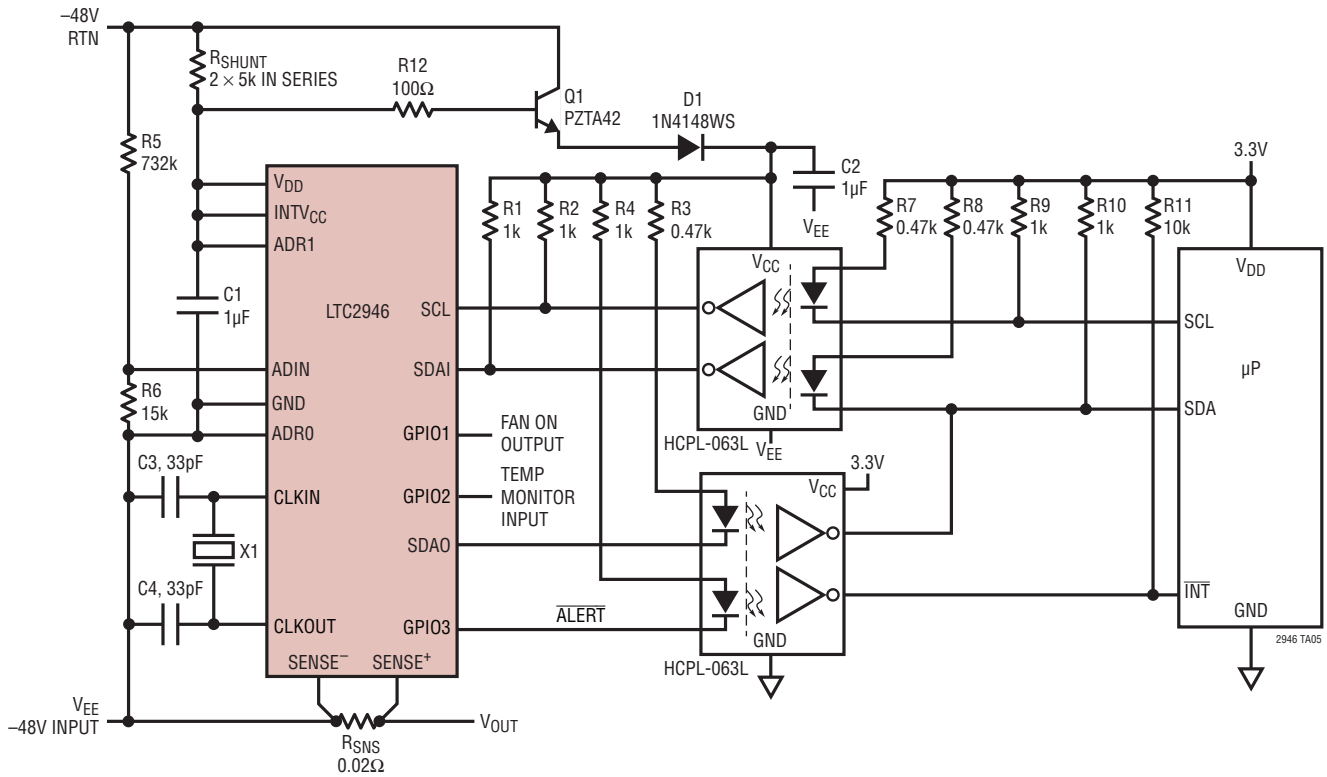 –48V
RTN
RSHUNT
2 × 5k IN SERIES
R12
100Ω
Q1
PZTA42
D1
1N4148WS
C2
1µF
VEE
3.3V
R5
732k
R1
1k
R2
1k
R4
1k
R3
0.47k
R7
0.47k
R8
0.47k
R9
1k
R10
1k
R11
10k
VDD
INTVCC
ADR1
C1
1µF
LTC2946
SCL
SDAI
ADIN
R6
15k
GND
ADR0
GPIO1
FAN ON
OUTPUT
C3, 33pF
CLKIN
GPIO2
TEMP
MONITOR
INPUT
X1
SDAO
C4, 33pF
CLKOUT
GPIO3
ALERT
SENSE–
SENSE+
VCC
GND
HCPL-063L
VEE
3.3V
VCC
GND
HCPL-063L
VDD
SCL
µP
SDA
INT
GND
2946 TA05
VEE
–48V INPUT
RSNS
0.02Ω
VOUT